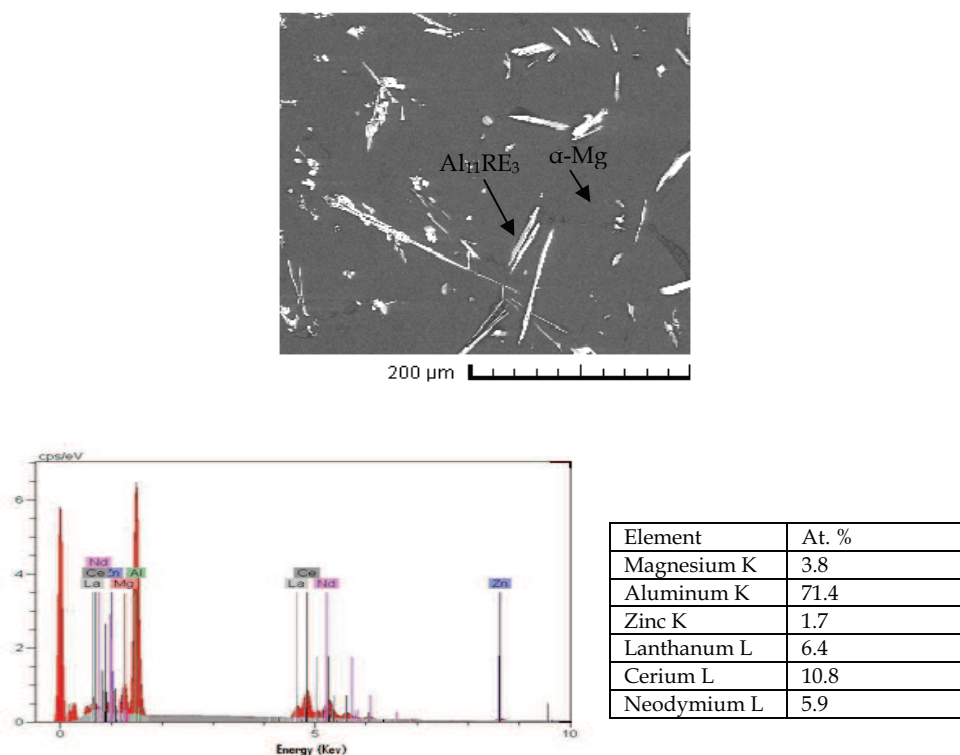 Al₁₁RE₃
α-Mg
200 µm
cps/eV
6
4
2
0
Nd
Ce Zn Al
La Mg
Ce
La Nd
Zn
0 5 10
Energy (Kev)
Element At. %
Magnesium K 3.8
Aluminum K 71.4
Zinc K 1.7
Lanthanum L 6.4
Cerium L 10.8
Neodymium L 5.9